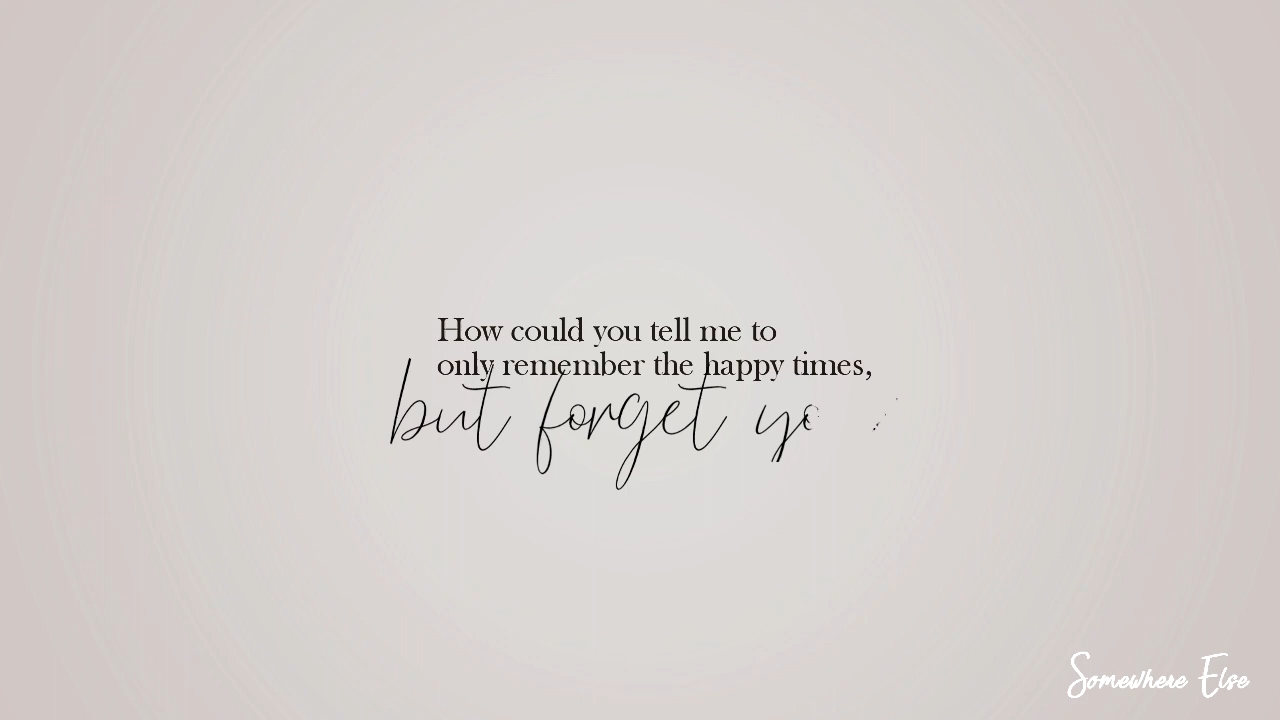 How could you tell me to
only remember the happy times,
but forget
Somewhere Else